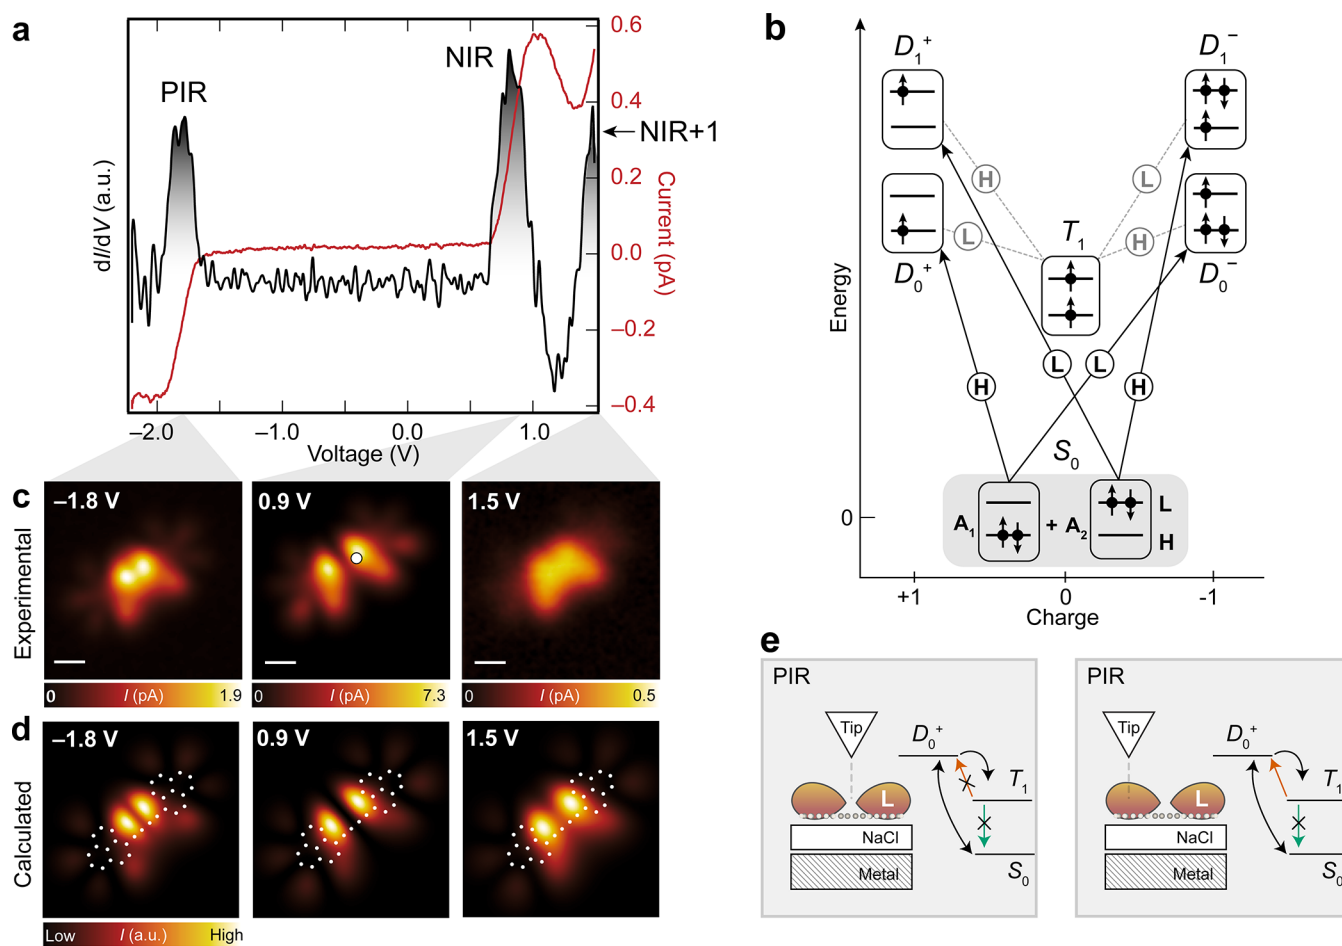 a
PIR
NIR
NIR+1
dI/dV (a.u.)
0.6
0.4
0.2
0.0
−0.2
−0.4
Current (pA)
−2.0
−1.0
0.0
1.0
Voltage (V)
b
D₁⁺
D₁⁻
H
L
T₁
L
H
D₀⁺
D₀⁻
Energy
L
L
H
H
S₀
A₁
+ A₂
L
H
0
+1
0
-1
Charge
c
Experimental
−1.8 V
0.9 V
1.5 V
0
I (pA)
1.9
0
I (pA)
7.3
0
I (pA)
0.5
d
Calculated
−1.8 V
0.9 V
1.5 V
Low
I (a.u.)
High
e
PIR
Tip
D₀⁺
T₁
L
NaCl
Metal
S₀
PIR
Tip
D₀⁺
T₁
L
NaCl
Metal
S₀